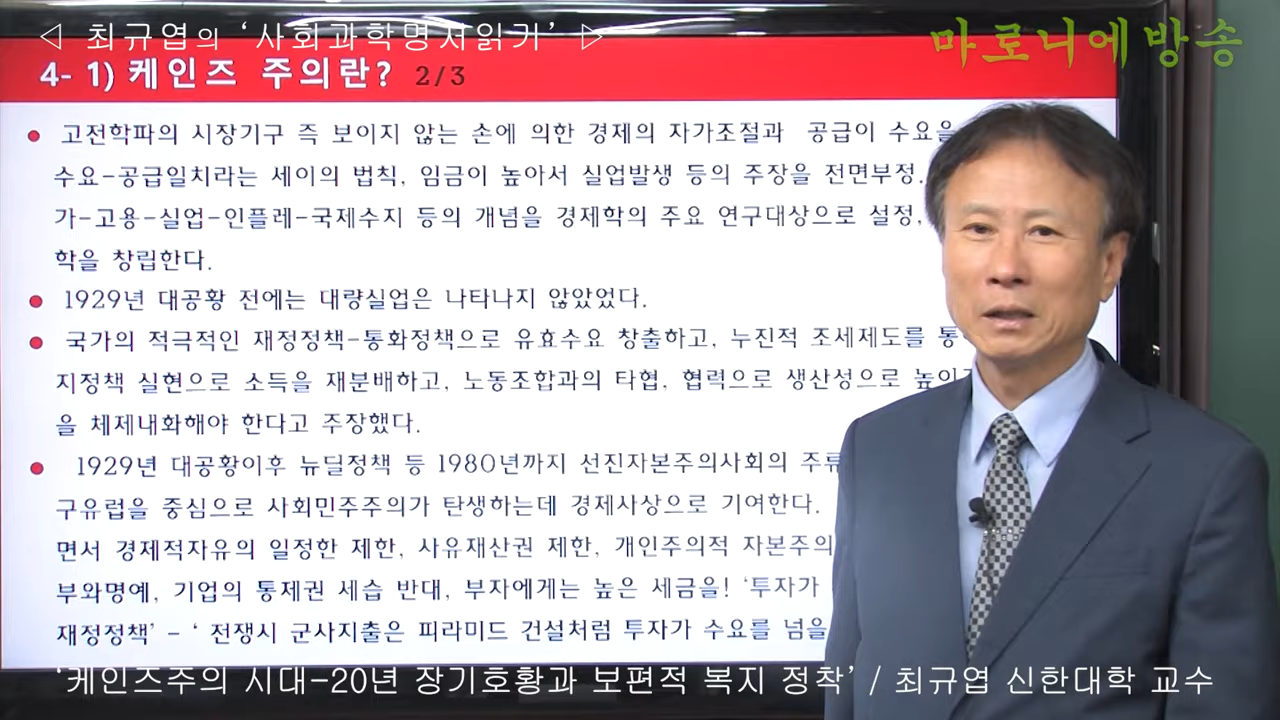 ◁ 최규엽의 ‘사회과학명저읽기’ ▷
마로니에방송
4- 1) 케인즈 주의란? 2/3
● 고전학파의 시장기구 즉 보이지 않는 손에 의한 경제의 자가조절과 공급이 수요을
수요-공급일치라는 세이의 법칙, 임금이 높아서 실업발생 등의 주장을 전면부정.
가-고용-실업-인플레-국제수지 등의 개념을 경제학의 주요 연구대상으로 설정,
학을 창립한다.
● 1929년 대공황 전에는 대량실업은 나타나지 않았었다.
● 국가의 적극적인 재정정책-통화정책으로 유효수요 창출하고, 누진적 조세제도를
지정책 실현으로 소득을 재분배하고, 노동조합과의 타협, 협력으로 생산성으로
을 체제내화해야 한다고 주장했다.
● 1929년 대공황이후 뉴딜정책 등 1980년까지 선진자본주의사회의 주류
구유럽을 중심으로 사회민주주의가 탄생하는데 경제사상으로 기여한다.
면서 경제적자유의 일정한 제한, 사유재산권 제한, 개인주의적 자본주의
부와명예, 기업의 통제권 세습 반대, 부자에게는 높은 세금을! ‘투자가
재정정책’ - ‘ 전쟁시 군사지출은 피라미드 건설처럼 투자가 수요를 넘을
‘케인즈주의 시대-20년 장기호황과 보편적 복지 정착’ / 최규엽 신한대학 교수